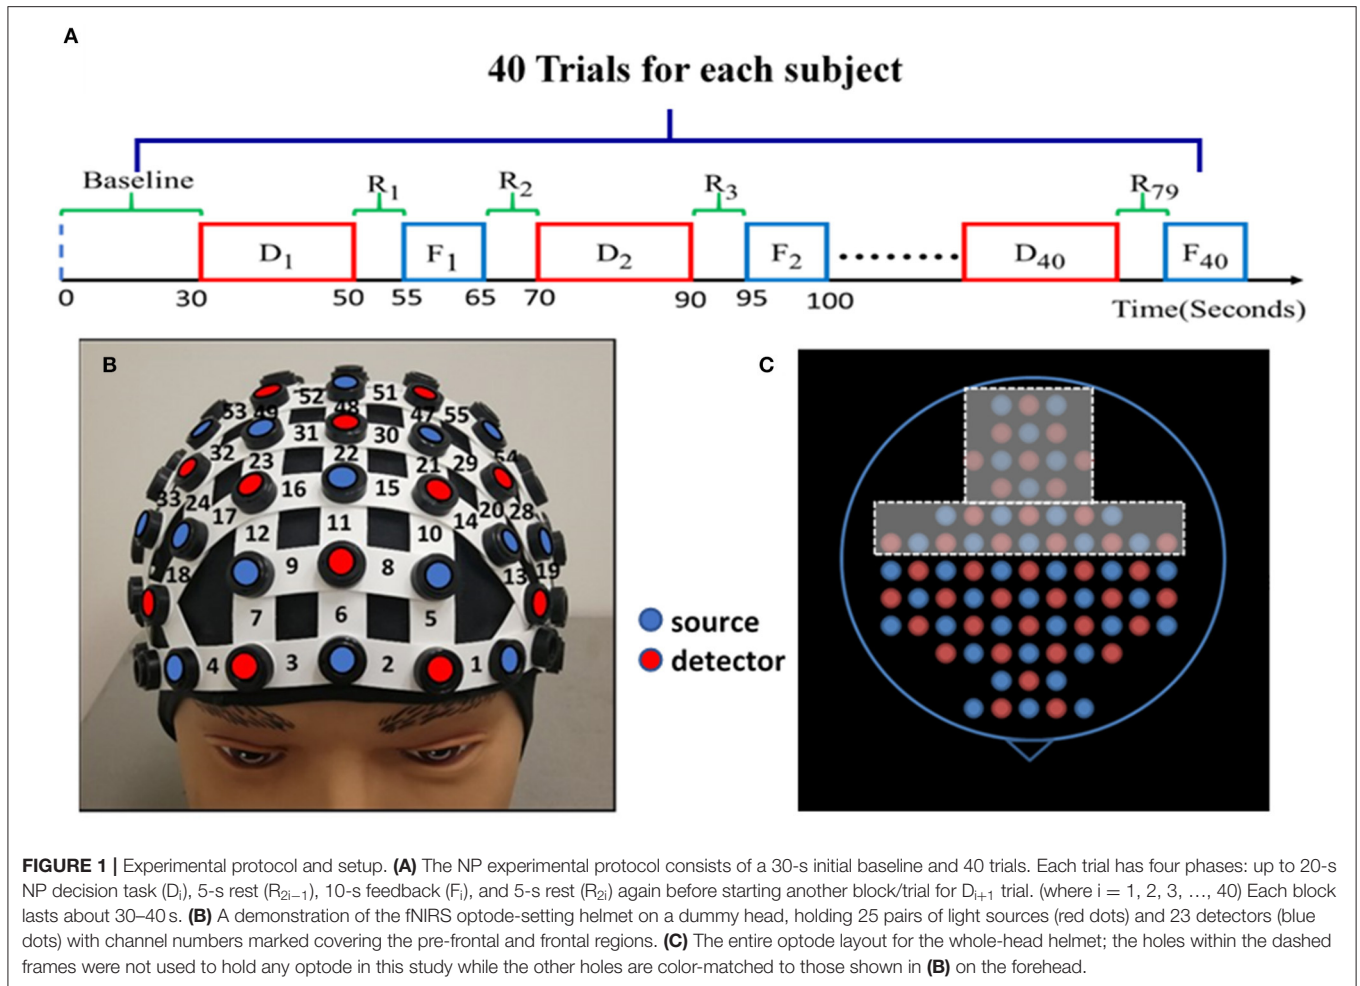 A
40 Trials for each subject
Baseline R1 R2 R3 R79
D1 F1 D2 F2 D40 F40
0 30 50 55 65 70 90 95 100
Time(Seconds)
B
52 51
53 49 48 47 55
31 30
32 23 22 21 29 54
33 24 16 15
17 14 20 28
12 11 10
18 9 8 13 19
7 6 5
4 3 2 1
source
detector
C
FIGURE 1 | Experimental protocol and setup. (A) The NP experimental protocol consists of a 30-s initial baseline and 40 trials. Each trial has four phases: up to 20-s
NP decision task (Di), 5-s rest (R2i−1), 10-s feedback (Fi), and 5-s rest (R2i) again before starting another block/trial for Di+1 trial. (where i = 1, 2, 3, …, 40) Each block
lasts about 30–40 s. (B) A demonstration of the fNIRS optode-setting helmet on a dummy head, holding 25 pairs of light sources (red dots) and 23 detectors (blue
dots) with channel numbers marked covering the pre-frontal and frontal regions. (C) The entire optode layout for the whole-head helmet; the holes within the dashed
frames were not used to hold any optode in this study while the other holes are color-matched to those shown in (B) on the forehead.